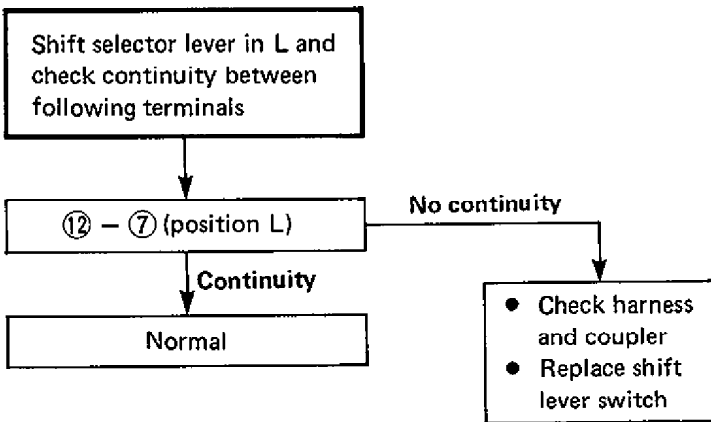 Shift selector lever in L and
check continuity between
following terminals
⑫ – ⑦ (position L)
No continuity
Continuity
Normal
● Check harness
and coupler
● Replace shift
lever switch